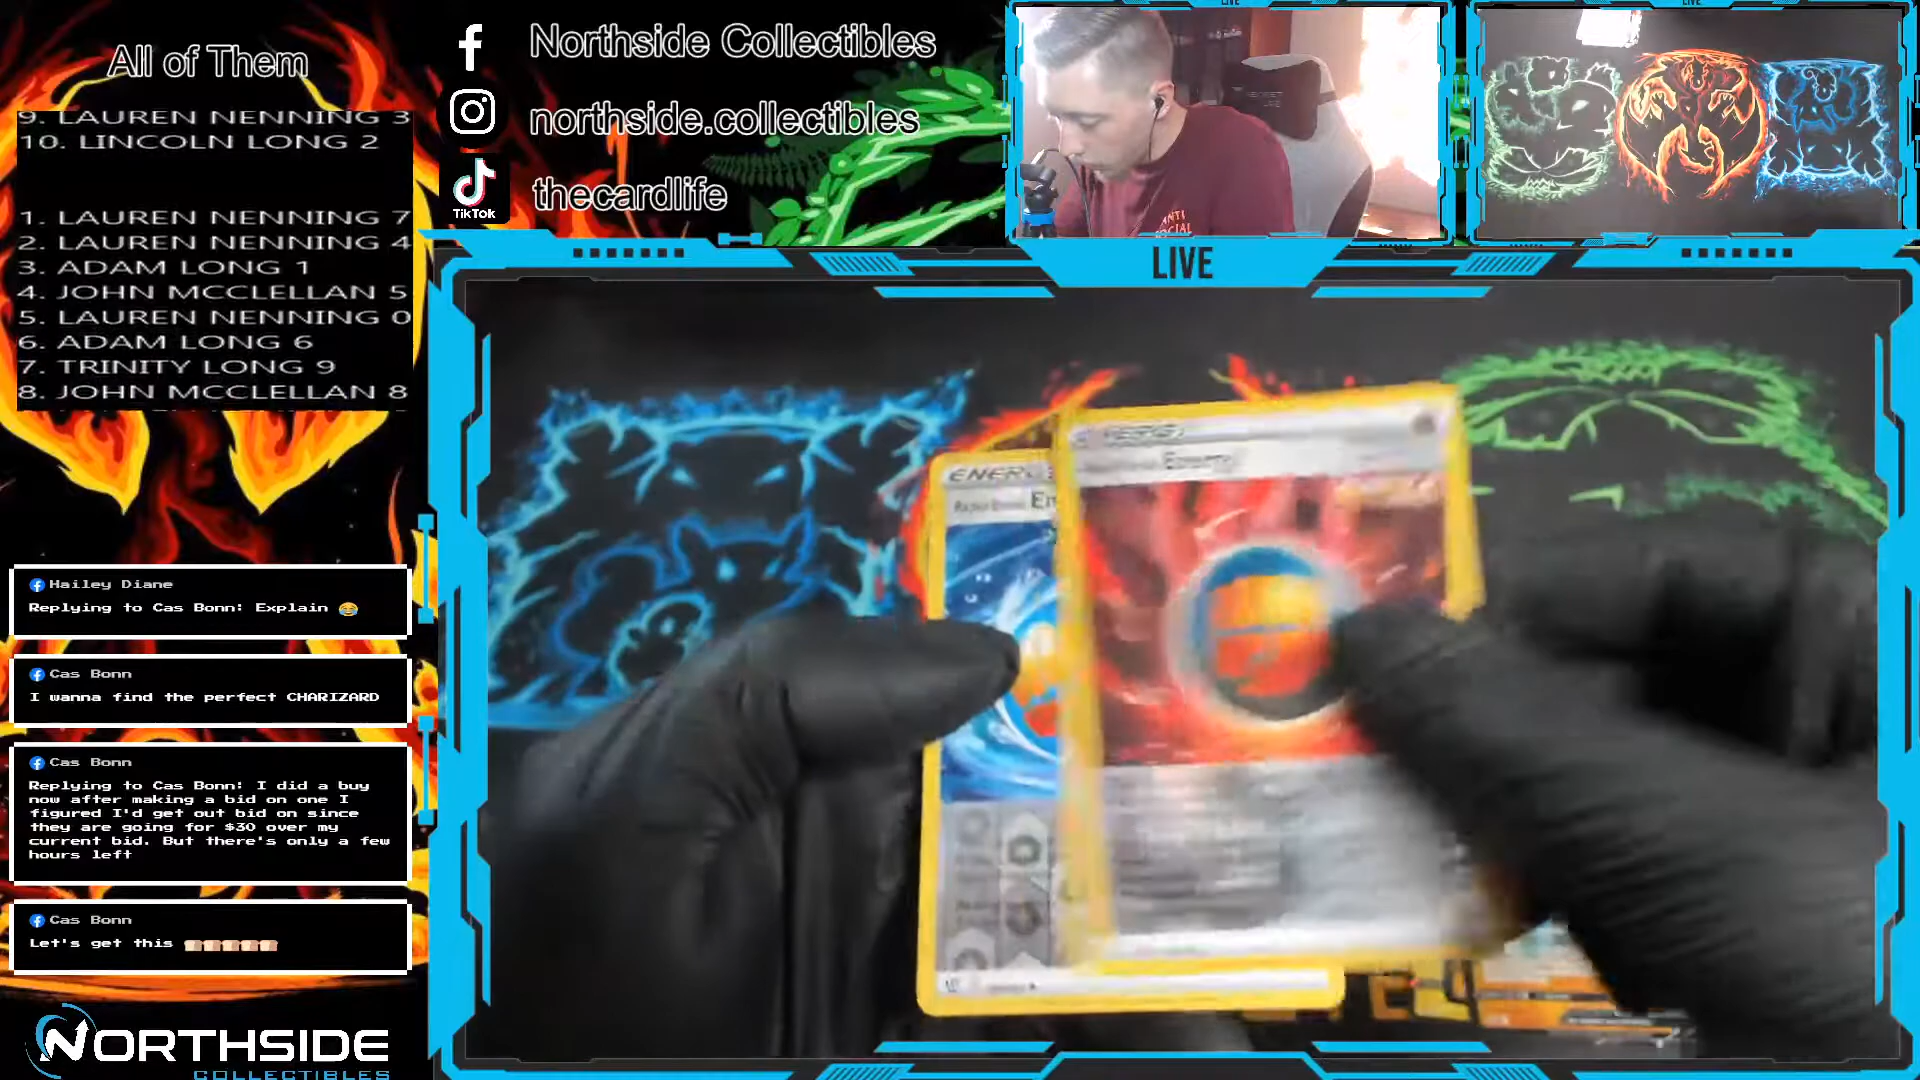 All of Them
9. LAUREN NENNING 3
10. LINCOLN LONG 2
1. LAUREN NENNING 7
2. LAUREN NENNING 4
3. ADAM LONG 1
4. JOHN MCCLELLAN 5
5. LAUREN NENNING 0
6. ADAM LONG 6
7. TRINITY LONG 9
8. JOHN MCCLELLAN 8
Northside Collectibles
northside.collectibles
TikTok
thecardlife
LIVE
ANTI
SOCIAL
ENERG
Energy
Hailey Diane
Replying to Cas Bonn: Explain 😂
Cas Bonn
I wanna find the perfect CHARIZARD
Cas Bonn
Replying to Cas Bonn: I did a buy
now after making a bid on one I
figured I'd get out bid on since
they are going for $30 over my
current bid. But there's only a few
hours left
Cas Bonn
Let's get this 🍞🍞🍞🍞🍞
NORTHSIDE
COLLECTIBLES